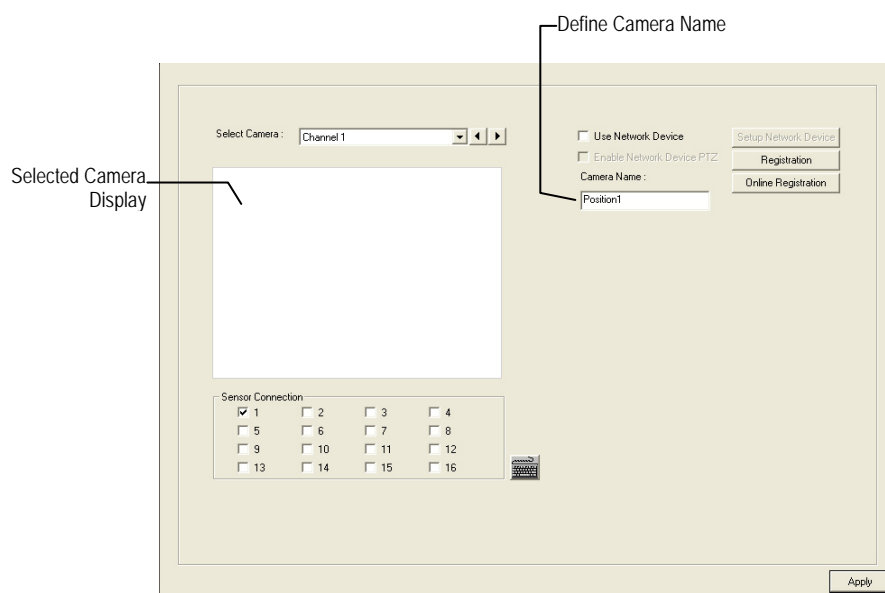 Define Camera Name
Select Camera : Channel 1
Use Network Device
Setup Network Device
Enable Network Device PTZ
Registration
Camera Name :
Online Registration
Position1
Selected Camera
Display
Sensor Connection
1 2 3 4
5 6 7 8
9 10 11 12
13 14 15 16
Apply